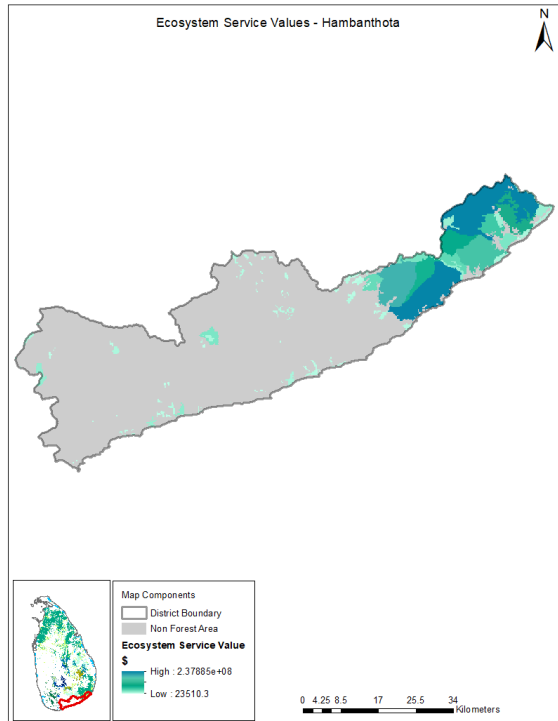 Ecosystem Service Values - Hambanthota
N
Map Components
District Boundary
Non Forest Area
Ecosystem Service Value
$
High : 2.37885e+08
Low : 23510.3
0 4.25 8.5 17 25.5 34
Kilometers